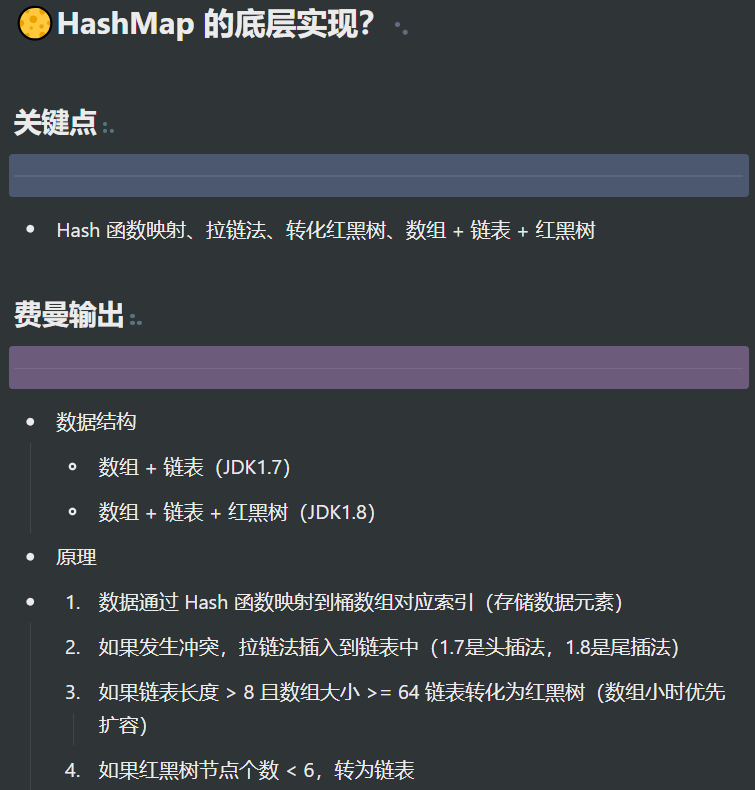 HashMap 的底层实现？
关键点
• Hash 函数映射、拉链法、转化红黑树、数组 + 链表 + 红黑树
费曼输出
• 数据结构
◦ 数组 + 链表（JDK1.7）
◦ 数组 + 链表 + 红黑树（JDK1.8）
• 原理
• 1. 数据通过 Hash 函数映射到桶数组对应索引（存储数据元素）
2. 如果发生冲突，拉链法插入到链表中（1.7是头插法，1.8是尾插法）
3. 如果链表长度 > 8 且数组大小 >= 64 链表转化为红黑树（数组小时优先
扩容）
4. 如果红黑树节点个数 < 6，转为链表